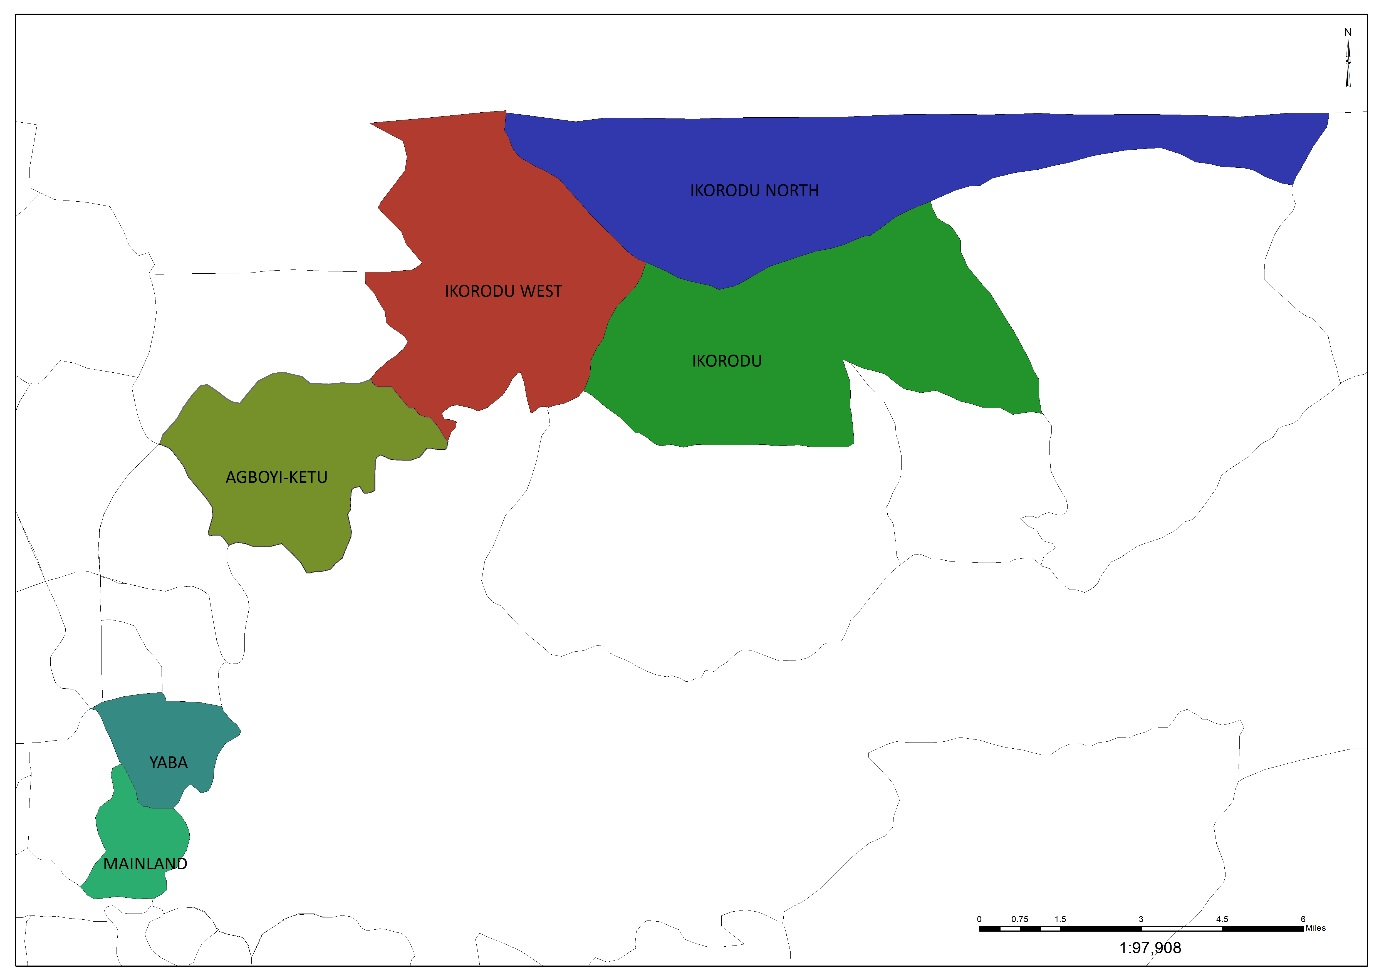 N
IKORODU NORTH
IKORODU WEST
IKORODU
AGBOYI-KETU
YABA
MAINLAND
0 0.75 1.5 3 4.5 6
Miles
1:97,908